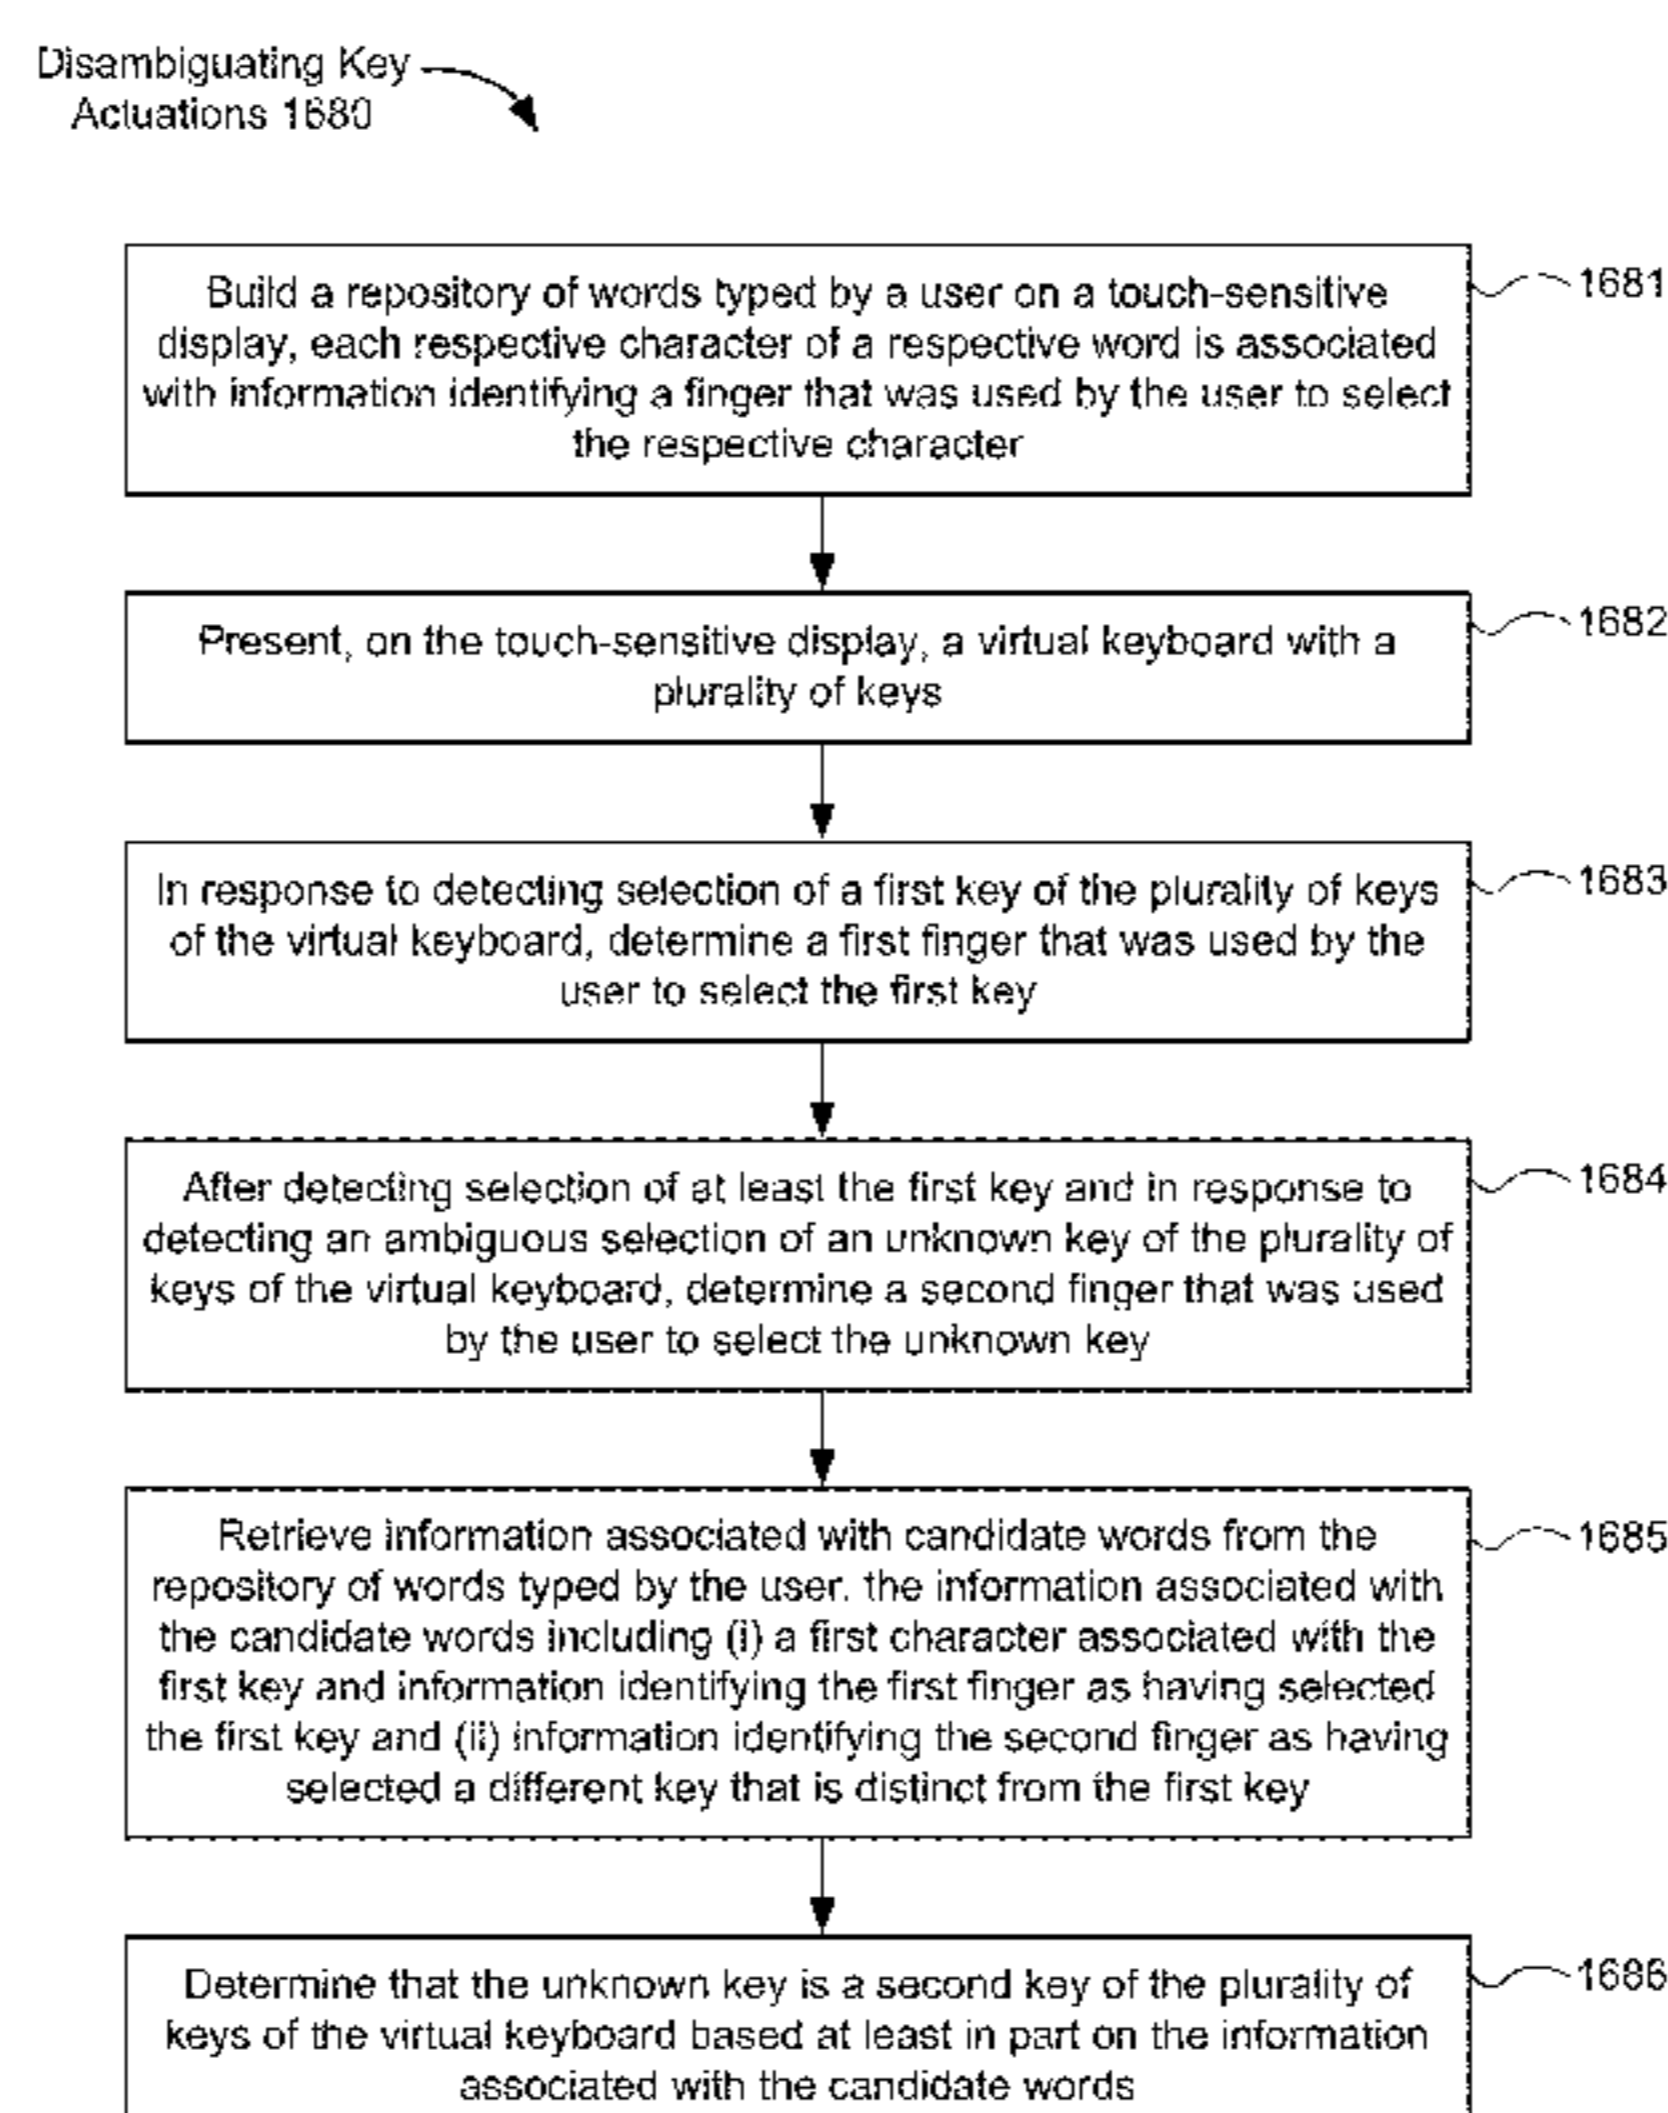 Disambiguating Key
Actuations 1680
Build a repository of words typed by a user on a touch-sensitive
display, each respective character of a respective word is associated
with information identifying a finger that was used by the user to select
the respective character
1681
Present, on the touch-sensitive display, a virtual keyboard with a
plurality of keys
1682
In response to detecting selection of a first key of the plurality of keys
of the virtual keyboard, determine a first finger that was used by the
user to select the first key
1683
After detecting selection of at least the first key and in response to
detecting an ambiguous selection of an unknown key of the plurality of
keys of the virtual keyboard, determine a second finger that was used
by the user to select the unknown key
1684
Retrieve information associated with candidate words from the
repository of words typed by the user. the information associated with
the candidate words including (i) a first character associated with the
first key and information identifying the first finger as having selected
the first key and (ii) information identifying the second finger as having
selected a different key that is distinct from the first key
1685
Determine that the unknown key is a second key of the plurality of
keys of the virtual keyboard based at least in part on the information
associated with the candidate words
1686